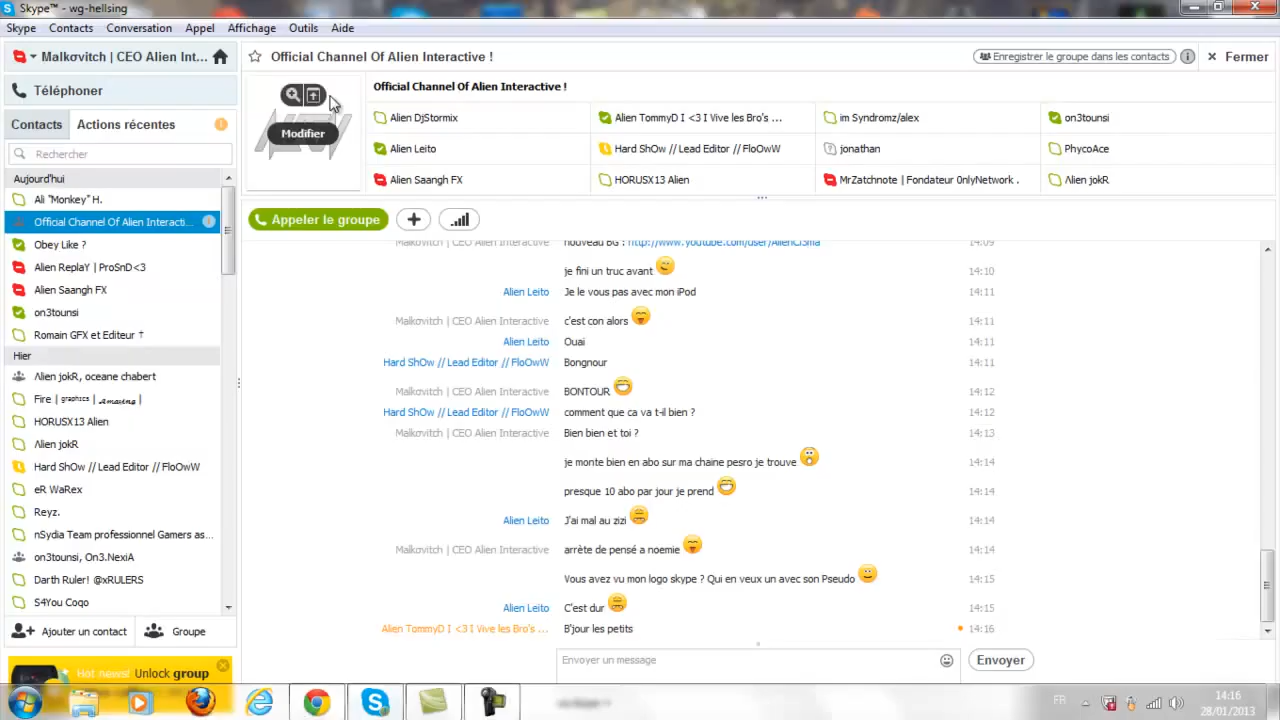 Skype™ - wg-hellsing
Skype Contacts Conversation Appel Affichage Outils Aide
Malkσvitch | CEO Alien Int...
Téléphoner
Contacts Actions récentes
Rechercher
Aujourd'hui
Ali "Monkey" H.
Official Channel Of Alien Interacti...
Obey Like ?
Alien ReplaY | ProSnD<3
Alien Saangh FX
on3tounsi
Romain GFX et Editeur †
Hier
Λlien jokR, oceane chabert
Fire | graphics | Amazing |
HORUSX13 Alien
Λlien jokR
Hard ShOw // Lead Editor // FloOwW
eR WaRex
Reyz.
nSydia Team professionnel Gamers as...
on3tounsi, On3.NexiA
Darth Ruler! @xRULERS
S4You Coqo
Ajouter un contact Groupe
Hot news! Unlock group
Official Channel Of Alien Interactive !
Enregistrer le groupe dans les contacts
Fermer
Modifier
Official Channel Of Alien Interactive !
Alien DjStormix Alien TommyD I <3 I Vive les Bro's ... im Syndromz/alex on3tounsi
Alien Leito Hard ShOw // Lead Editor // FloOwW jonathan PhycoAce
Alien Saangh FX HORUSX13 Alien MrZatchnote | Fondateur 0nlyNetwork . Λlien jokR
Appeler le groupe
Malkσvitch | CEO Alien Interactive nouveau BG : http://www.youtube.com/user/AlienCJSma 14:09
je fini un truc avant 14:10
Alien Leito Je le vous pas avec mon iPod 14:11
Malkσvitch | CEO Alien Interactive c'est con alors 14:11
Alien Leito Ouai 14:11
Hard ShOw // Lead Editor // FloOwW Bongnour 14:11
Malkσvitch | CEO Alien Interactive BONTOUR 14:12
Hard ShOw // Lead Editor // FloOwW comment que ca va t-il bien ? 14:12
Malkσvitch | CEO Alien Interactive Bien bien et toi ? 14:13
je monte bien en abo sur ma chaine pesro je trouve 14:14
presque 10 abo par jour je prend 14:14
Alien Leito J'ai mal au zizi 14:14
Malkσvitch | CEO Alien Interactive arrète de pensé a noemie 14:14
Vous avez vu mon logo skype ? Qui en veux un avec son Pseudo 14:15
Alien Leito C'est dur 14:15
Alien TommyD I <3 I Vive les Bro's ... B'jour les petits 14:16
Envoyer un message
Envoyer
FR
14:16
28/01/2013